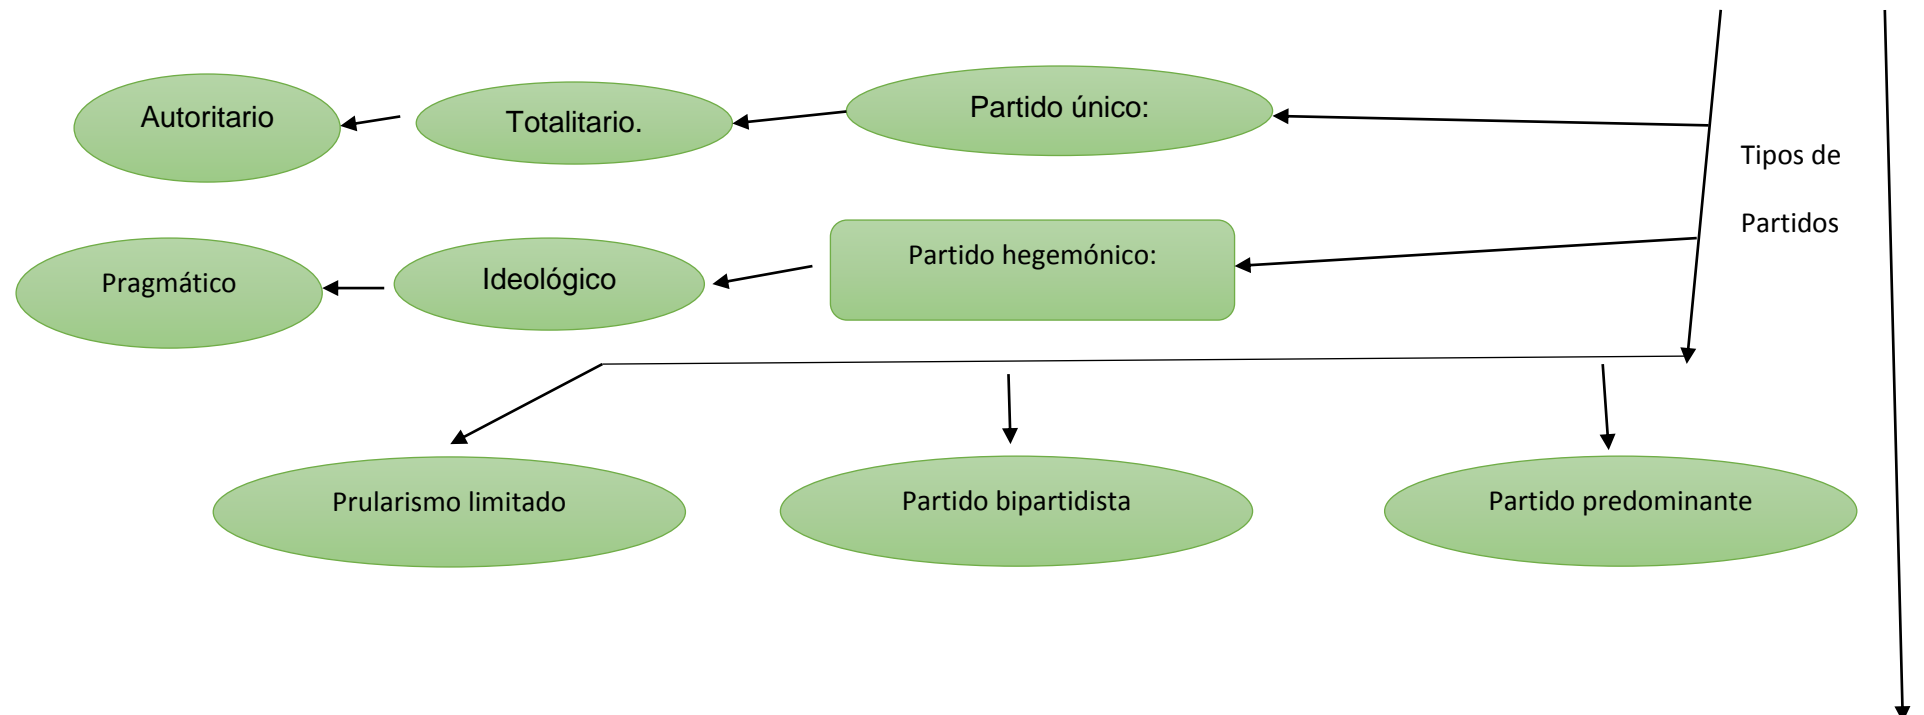 Autoritario
Totalitario.
Partido único:
Tipos de
Partidos
Pragmático
Ideológico
Partido hegemónico:
Prularismo limitado
Partido bipartidista
Partido predominante